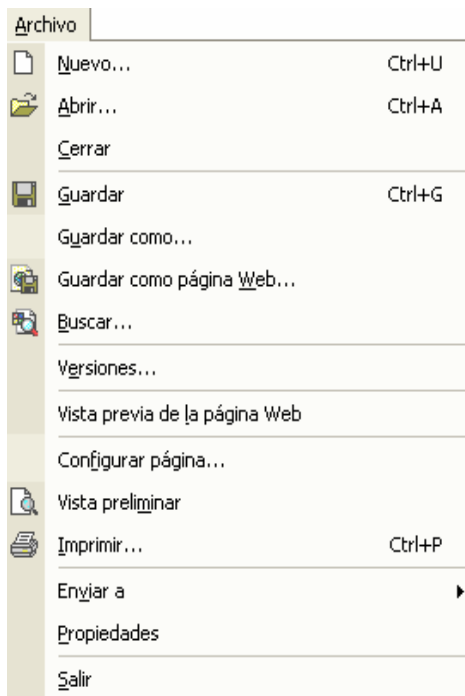 Archivo
Nuevo... Ctrl+U
Abrir... Ctrl+A
Cerrar
Guardar Ctrl+G
Guardar como...
Guardar como página Web...
Buscar...
Versiones...
Vista previa de la página Web
Configurar página...
Vista preliminar
Imprimir... Ctrl+P
Enviar a
Propiedades
Salir